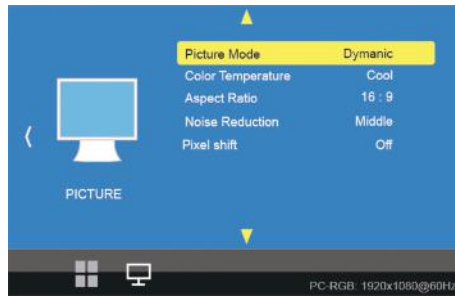 Picture Mode Dymanic
Color Temperature Cool
Aspect Ratio 16 : 9
Noise Reduction Middle
Pixel shift Off
PICTURE
PC-RGB: 1920x1080@60Hz